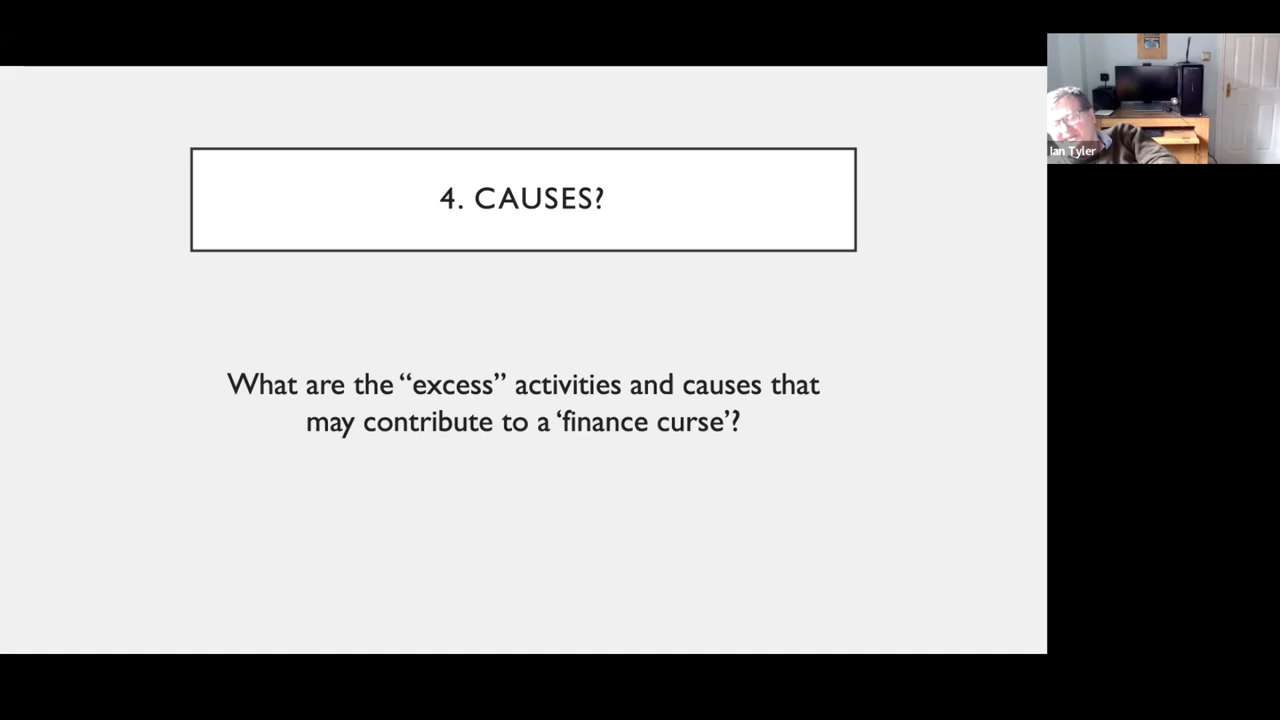 4. CAUSES?
What are the “excess” activities and causes that
may contribute to a ‘finance curse’?
Ian Tyler